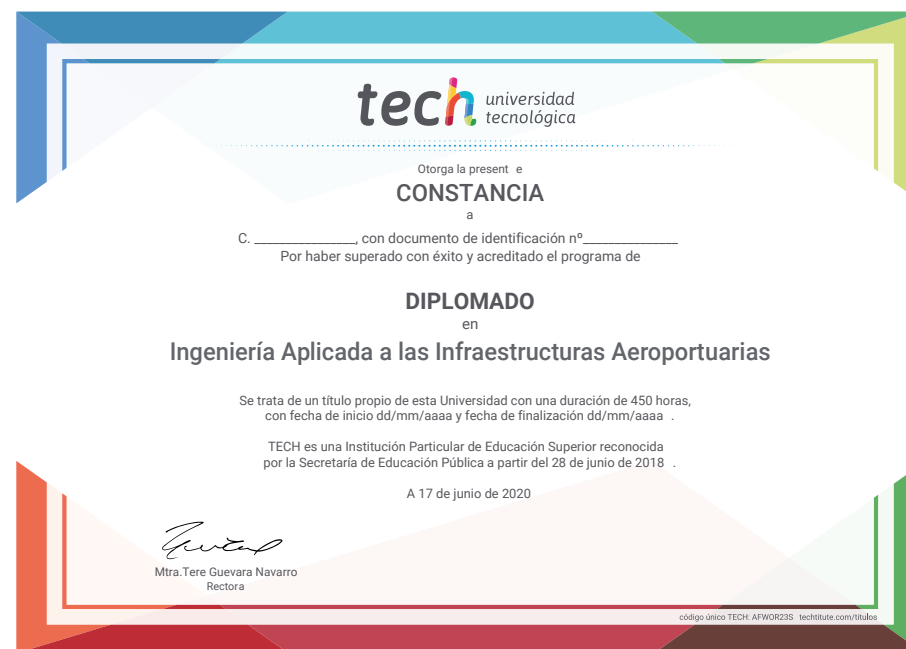 tech universidad
tecnológica
Otorga la present e
CONSTANCIA
a
C. _______________, con documento de identificación nº______________
Por haber superado con éxito y acreditado el programa de
DIPLOMADO
en
Ingeniería Aplicada a las Infraestructuras Aeroportuarias
Se trata de un título propio de esta Universidad con una duración de 450 horas,
con fecha de inicio dd/mm/aaaa y fecha de finalización dd/mm/aaaa .
TECH es una Institución Particular de Educación Superior reconocida
por la Secretaría de Educación Pública a partir del 28 de junio de 2018 .
A 17 de junio de 2020
Mtra.Tere Guevara Navarro
Rectora
código único TECH: AFWOR23S techtitute.com/titulos